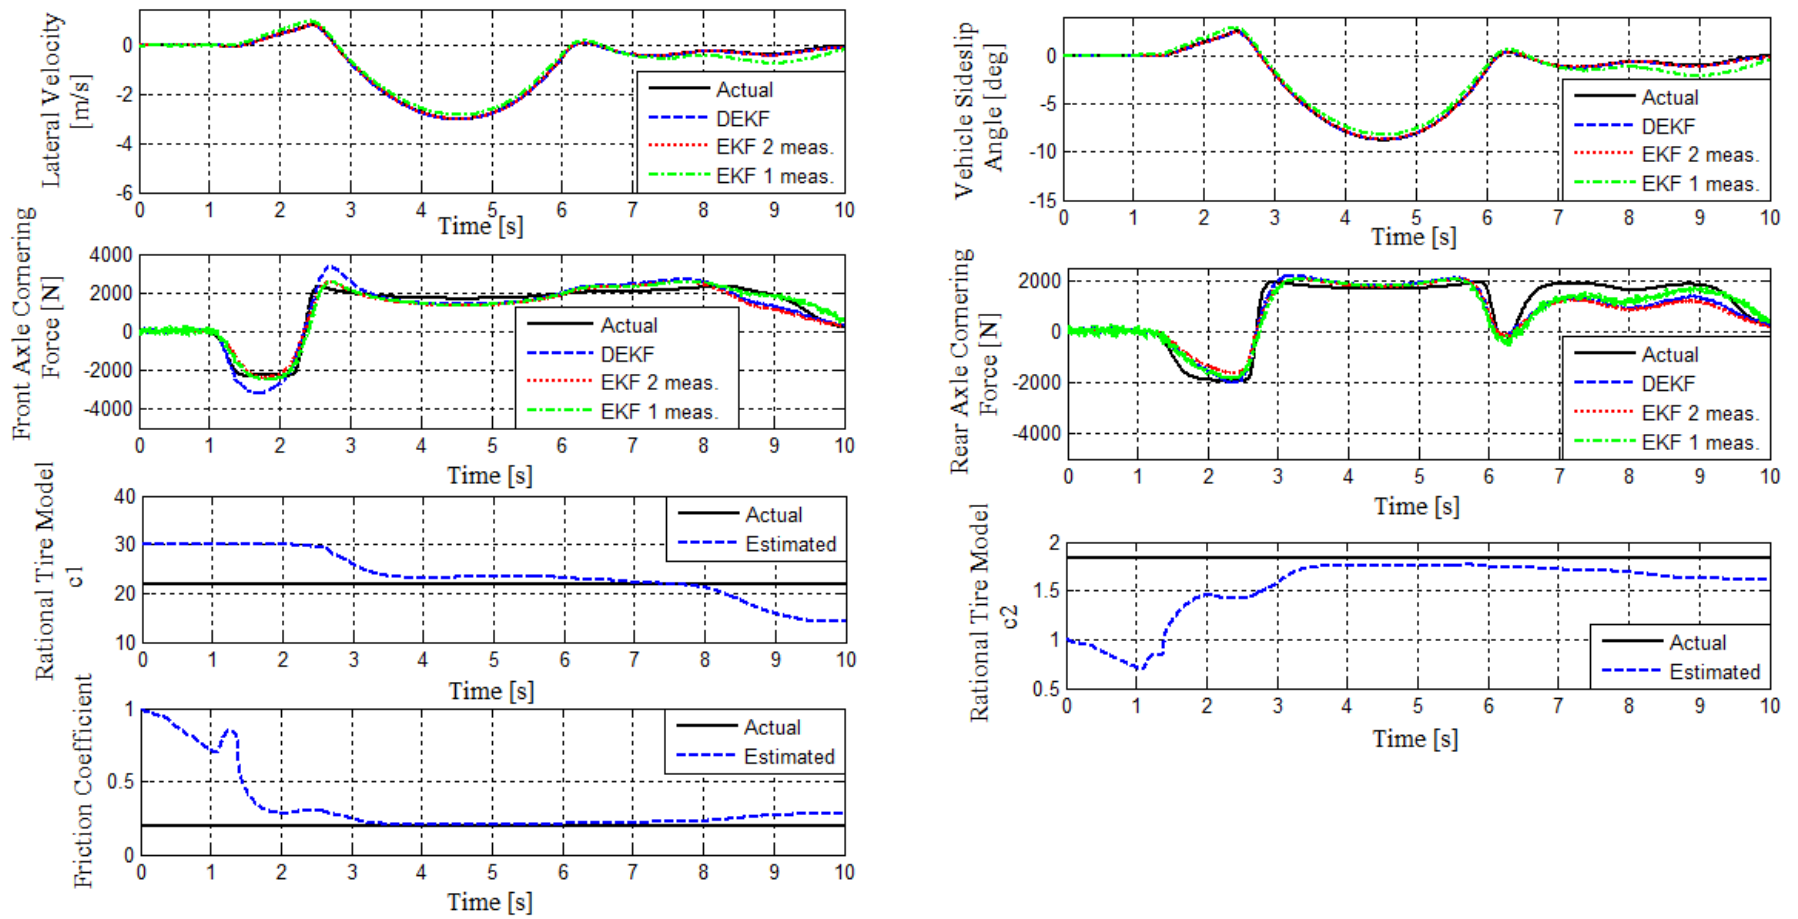 Lateral Velocity
[m/s]
0
-2
-4
-6
Actual
DEKF
EKF 2 meas.
EKF 1 meas.
0 1 2 3 4 5 6 7 8 9 10
Time [s]
Vehicle Sideslip
Angle [deg]
0
-5
-10
-15
Actual
DEKF
EKF 2 meas.
EKF 1 meas.
0 1 2 3 4 5 6 7 8 9 10
Time [s]
Front Axle Cornering
Force [N]
4000
2000
0
-2000
-4000
Actual
DEKF
EKF 2 meas.
EKF 1 meas.
0 1 2 3 4 5 6 7 8 9 10
Time [s]
Rear Axle Cornering
Force [N]
2000
0
-2000
-4000
Actual
DEKF
EKF 2 meas.
EKF 1 meas.
0 1 2 3 4 5 6 7 8 9 10
Time [s]
Rational Tire Model
c1
40
30
20
10
Actual
Estimated
0 1 2 3 4 5 6 7 8 9 10
Time [s]
Rational Tire Model
c2
2
1.5
1
0.5
Actual
Estimated
0 1 2 3 4 5 6 7 8 9 10
Time [s]
Friction Coefficient
1
0.5
0
Actual
Estimated
0 1 2 3 4 5 6 7 8 9 10
Time [s]